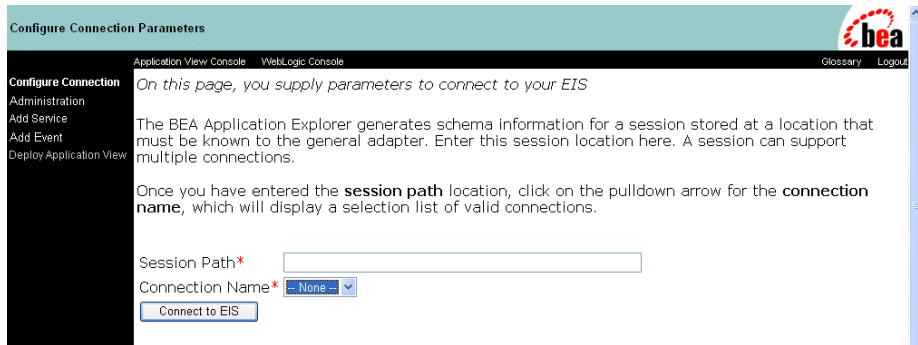 Configure Connection Parameters
bea
Application View Console WebLogic Console Glossary Logout
Configure Connection
Administration
Add Service
Add Event
Deploy Application View
On this page, you supply parameters to connect to your EIS
The BEA Application Explorer generates schema information for a session stored at a location that
must be known to the general adapter. Enter this session location here. A session can support
multiple connections.
Once you have entered the session path location, click on the pulldown arrow for the connection
name, which will display a selection list of valid connections.
Session Path*
Connection Name* -- None --
Connect to EIS